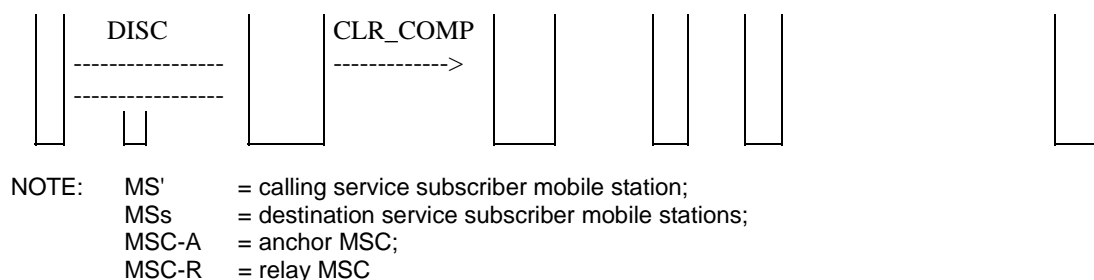 DISC CLR_COMP
----------------- ------------->
-----------------
NOTE: MS' = calling service subscriber mobile station;
MSs = destination service subscriber mobile stations;
MSC-A = anchor MSC;
MSC-R = relay MSC